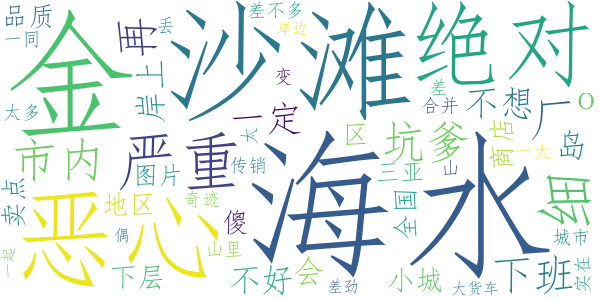 品质
一同
太多
金
再
丢
岸上
差不多
岸边
沙滩
变
绝对
差
合并
不想
厂
O
岛
市内
严重
一定
太
区
坑爹
商店
一大
细
卖点
图片
传销
三亚
山
恶心
地区
奇迹
傻
海水
全国
偶
山里
城市
一起
下层
不好
会
差劲
小城
大货车
下班
实在